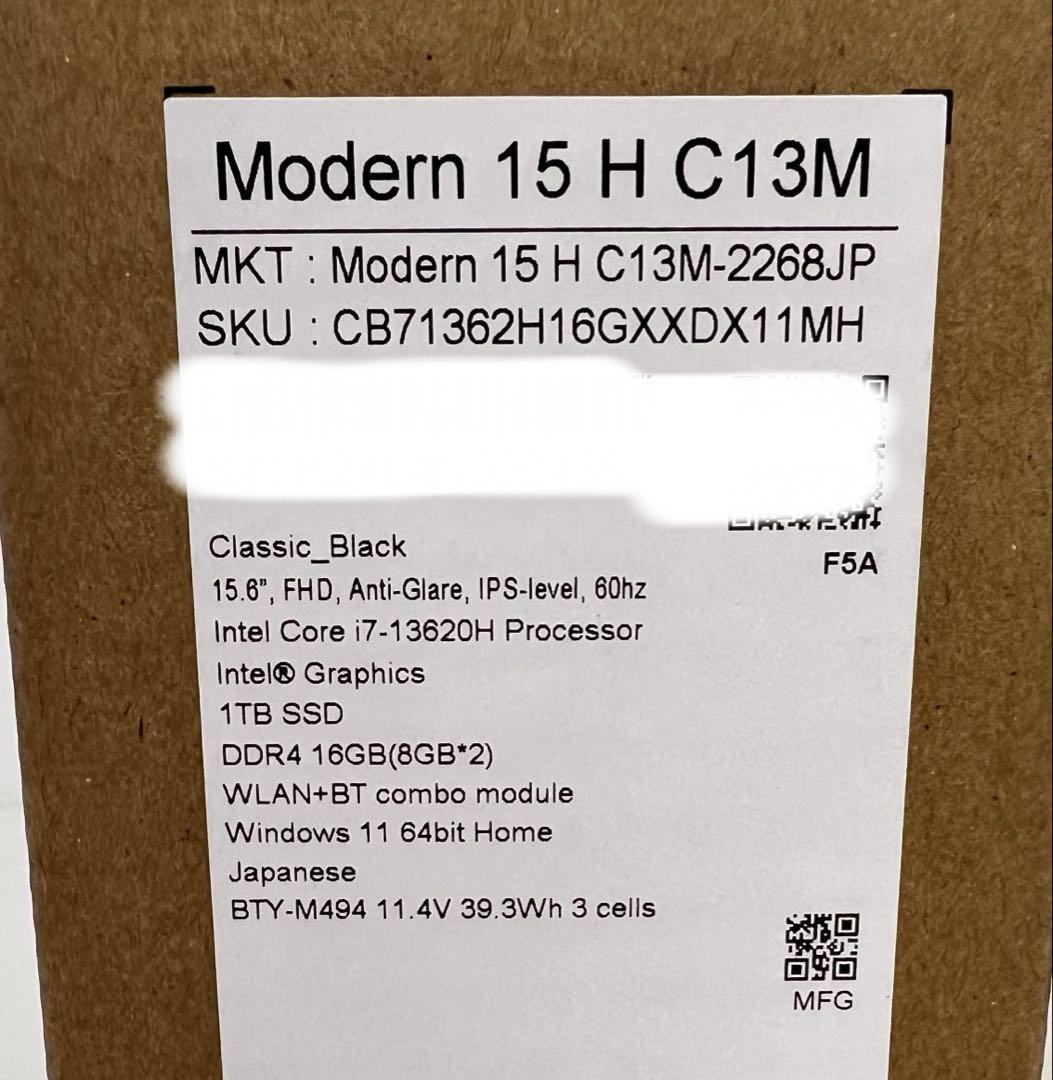 Modern 15 H C13M
MKT : Modern 15 H C13M-2268JP
SKU : CB71362H16GXXDX11MH
Classic_Black
F5A
15.6”, FHD, Anti-Glare, IPS-level, 60hz
Intel Core i7-13620H Processor
Intel® Graphics
1TB SSD
DDR4 16GB(8GB*2)
WLAN+BT combo module
Windows 11 64bit Home
Japanese
BTY-M494 11.4V 39.3Wh 3 cells
MFG